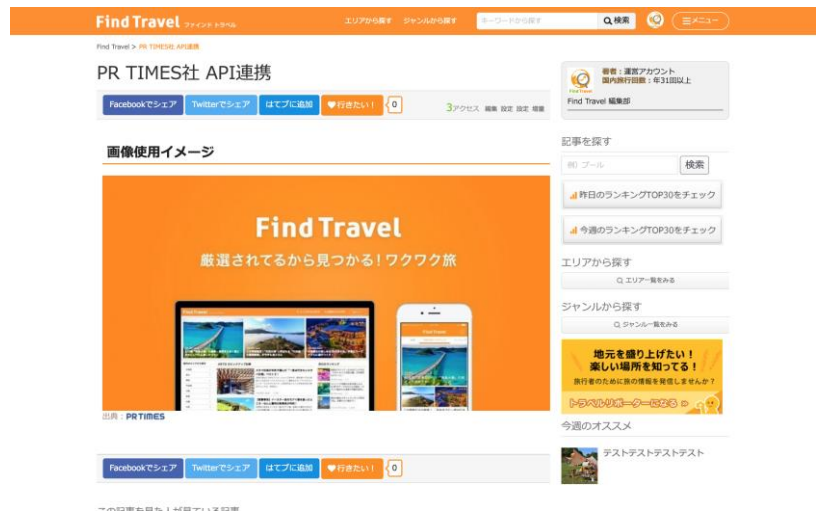 Find Travel ファインド トラベル
エリアから探す ジャンルから探す
キーワードから探す
検索
メニュー
Find Travel > PR TIMES社 API連携
PR TIMES社 API連携
Facebookでシェア Twitterでシェア はてブに追加 行きたい！ 0
3アクセス 編集 設定 設定 増量
画像使用イメージ
Find Travel
厳選されてるから見つかる！ワクワク旅
出典：PRTIMES
Facebookでシェア Twitterでシェア はてブに追加 行きたい！ 0
この記事を見た人が見ている記事
著者：運営アカウント
国内旅行回数：年31回以上
Find Travel 編集部
記事を探す
例) プール
検索
昨日のランキングTOP30をチェック
今週のランキングTOP30をチェック
エリアから探す
エリア一覧をみる
ジャンルから探す
ジャンル一覧をみる
地元を盛り上げたい！
楽しい場所を知ってる！
旅行者のために旅の情報を発信しませんか？
トラベルリポーターになる
今週のオススメ
テストテストテストテスト